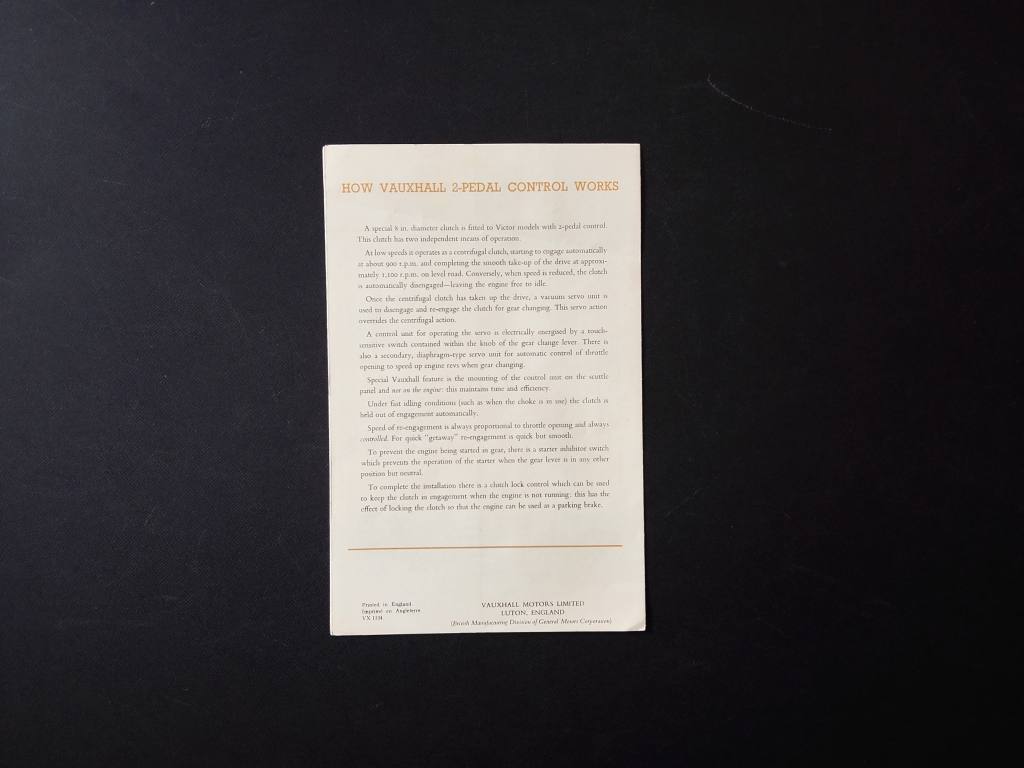 HOW VAUXHALL 2-PEDAL CONTROL WORKS
A special 8 in. diameter clutch is fitted to Victor models with 2-pedal control.
This clutch has two independent means of operation.
At low speeds it operates as a centrifugal clutch, starting to engage automatically
at about 900 r.p.m. and completing the smooth take-up of the drive at approxi-
mately 1,100 r.p.m. on level road. Conversely, when speed is reduced, the clutch
is automatically disengaged—leaving the engine free to idle.
Once the centrifugal clutch has taken up the drive, a vacuum servo unit is
used to disengage and re-engage the clutch for gear changing. This servo action
overrides the centrifugal action.
A control unit for operating the servo is electrically energised by a touch-
sensitive switch contained within the knob of the gear change lever. There is
also a secondary, diaphragm-type servo unit for automatic control of throttle
opening to speed up engine revs when gear changing.
Special Vauxhall feature is the mounting of the control unit on the scuttle
panel and not on the engine: this maintains tune and efficiency.
Under fast idling conditions (such as when the choke is in use) the clutch is
held out of engagement automatically.
Speed of re-engagement is always proportional to throttle opening and always
controlled. For quick "getaway" re-engagement is quick but smooth.
To prevent the engine being started in gear, there is a starter inhibitor switch
which prevents the operation of the starter when the gear lever is in any other
position but neutral.
To complete the installation there is a clutch lock control which can be used
to keep the clutch in engagement when the engine is not running: this has the
effect of locking the clutch so that the engine can be used as a parking brake.
Printed in England
Imprimé en Angleterre
VX 1134
VAUXHALL MOTORS LIMITED
LUTON, ENGLAND
(British Manufacturing Division of General Motors Corporation)